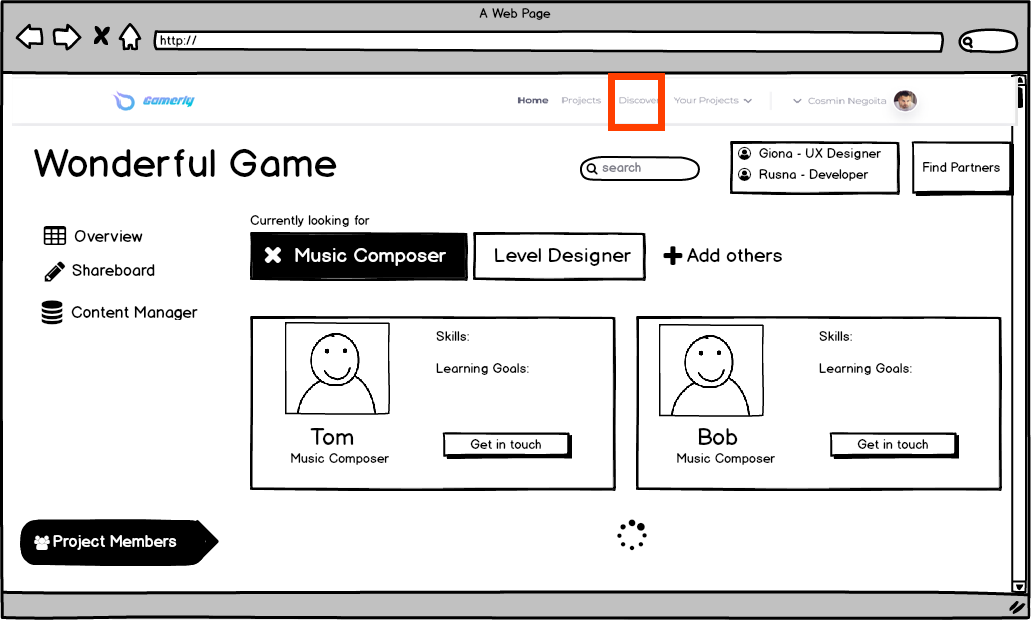 A Web Page
http://
Gamerly
Home Projects Discover Your Projects Cosmin Negoita
Wonderful Game
search
Giona - UX Designer
Rusna - Developer
Find Partners
Overview
Shareboard
Content Manager
Project Members
Currently looking for
Music Composer Level Designer Add others
Skills:
Learning Goals:
Tom
Music Composer
Get in touch
Skills:
Learning Goals:
Bob
Music Composer
Get in touch